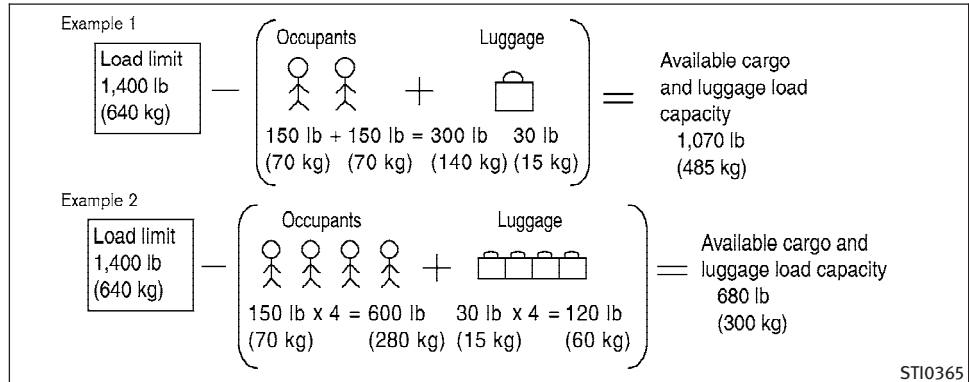 Example 1
Load limit
1,400 lb
(640 kg)
—
Occupants
+
Luggage
150 lb + 150 lb = 300 lb 30 lb
(70 kg) (70 kg) (140 kg) (15 kg)
=
Available cargo
and luggage load
capacity
1,070 lb
(485 kg)
Example 2
Load limit
1,400 lb
(640 kg)
—
Occupants
+
Luggage
150 lb x 4 = 600 lb 30 lb x 4 = 120 lb
(70 kg) (280 kg) (15 kg) (60 kg)
=
Available cargo and
luggage load capacity
680 lb
(300 kg)
STI0365